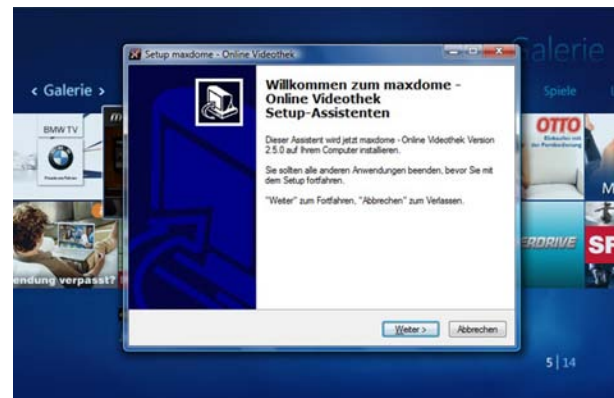 Galerie
Setup maxdome - Online Videothek
< Galerie >
Spiele
BMW TV
OTTO
Willkommen zum maxdome -
Online Videothek
Setup-Assistenten
Dieser Assistent wird jetzt maxdome - Online Videothek Version
2.5.0 auf Ihrem Computer installieren.
Sie sollten alle anderen Anwendungen beenden, bevor Sie mit
dem Setup fortfahren.
"Weiter" zum Fortfahren, "Abbrechen" zum Verlassen.
endung verpasst?
ERDRIVE
SF
Weiter >
Abbrechen
5 | 14